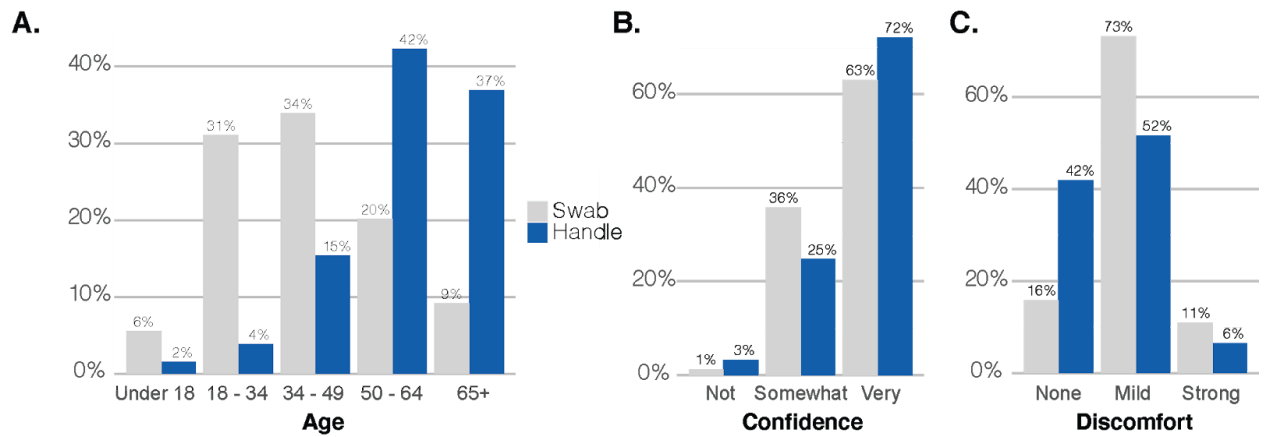 A.
40%
30%
20%
10%
0%
6%
2%
31%
4%
34%
15%
20%
42%
9%
37%
Under 18
18 - 34
34 - 49
50 - 64
65+
Age
Swab
Handle
B.
60%
40%
20%
0%
1%
3%
36%
25%
63%
72%
Not
Somewhat
Very
Confidence
C.
60%
40%
20%
0%
16%
42%
73%
52%
11%
6%
None
Mild
Strong
Discomfort